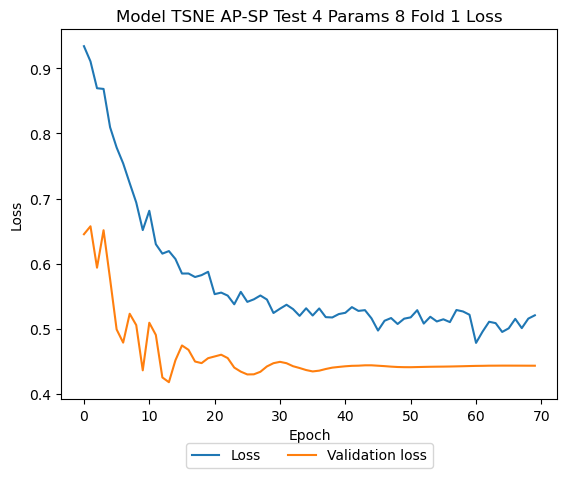 Model TSNE AP-SP Test 4 Params 8 Fold 1 Loss
0.9
0.8
0.7
0.6
0.5
0.4
Loss
0 10 20 30 40 50 60 70
Epoch
Loss Validation loss